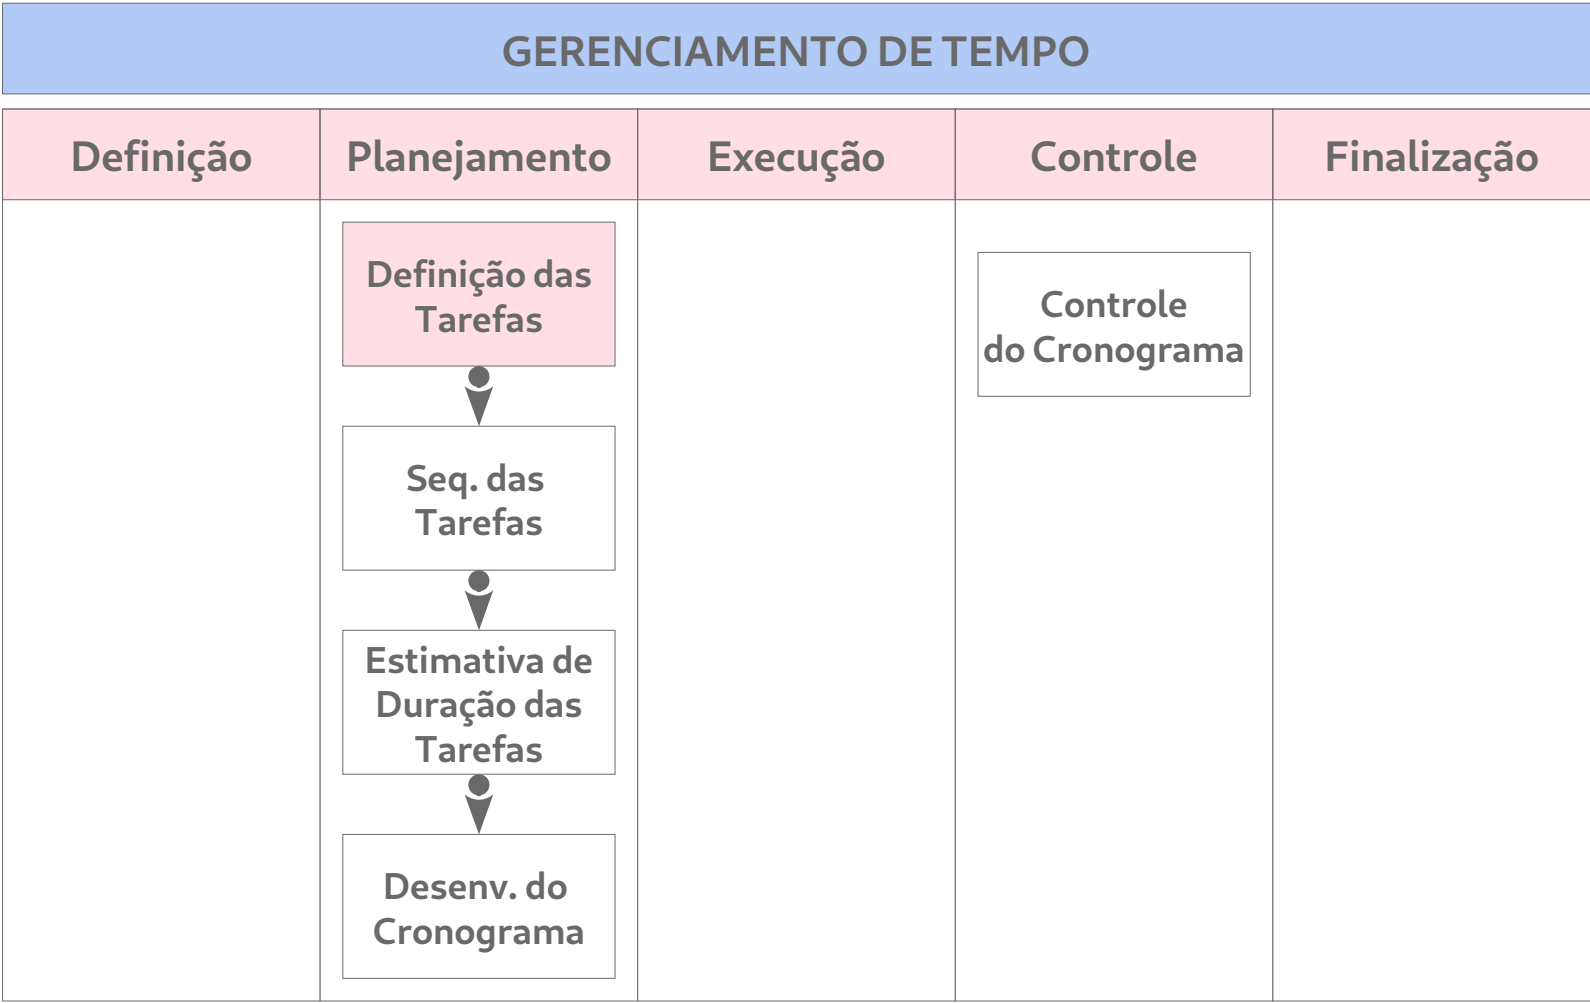 GERENCIAMENTO DE TEMPO
Definição
Planejamento
Execução
Controle
Finalização
Definição das
Tarefas
Seq. das
Tarefas
Estimativa de
Duração das
Tarefas
Desenv. do
Cronograma
Controle
do Cronograma